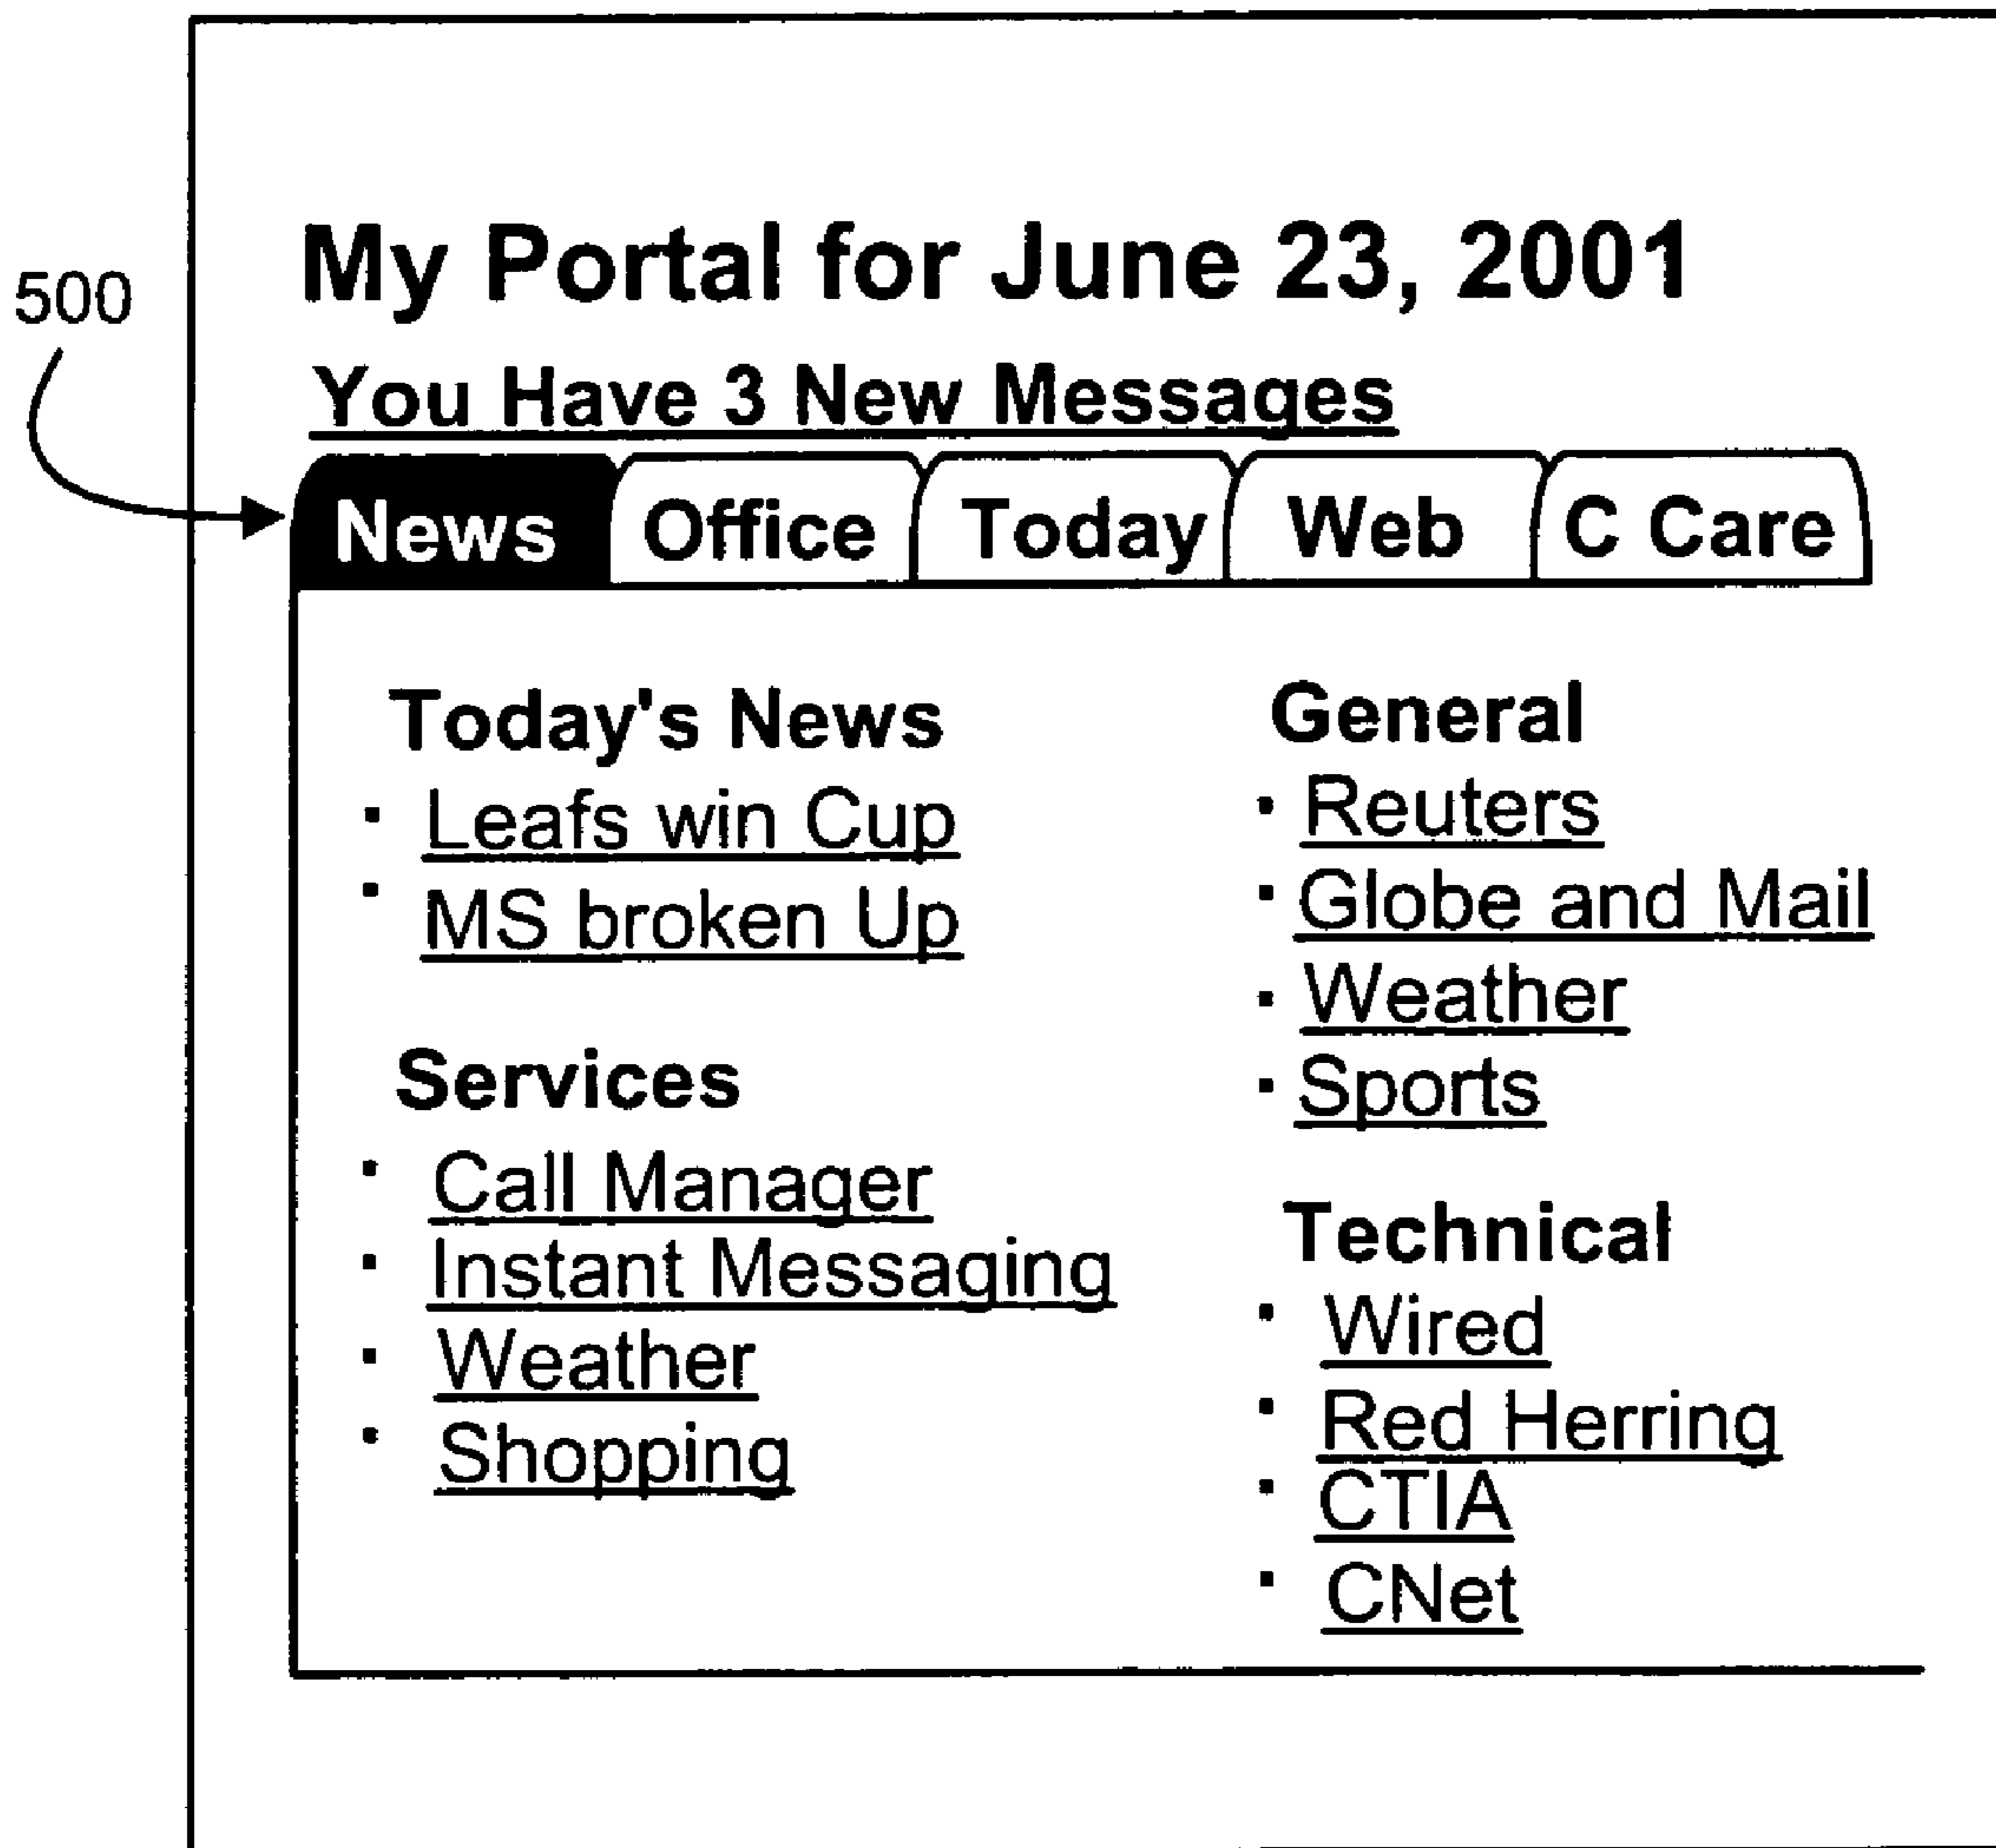 My Portal for June 23, 2001
500
You Have 3 New Messages
News Office Today Web C Care
Today's News
Leafs win Cup
MS broken Up
Services
Call Manager
Instant Messaging
Weather
Shopping
General
Reuters
Globe and Mail
Weather
Sports
Technical
Wired
Red Herring
CTIA
CNet